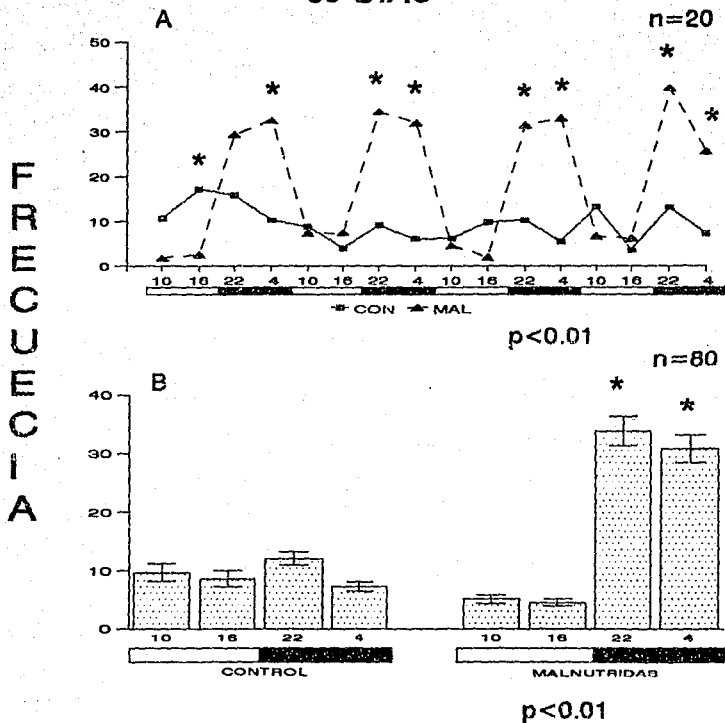 A
n=20
50
40
30
20
10
0
* * * * * * * * *
10 16 22 4 10 16 22 4 10 16 22 4 10 16 22 4
CON MAL
p<0.01
FRECUECIA
n=80
B
40
30
20
10
0
* *
10 16 22 4 10 16 22 4
CONTROL MALNUTRIDAS
p<0.01